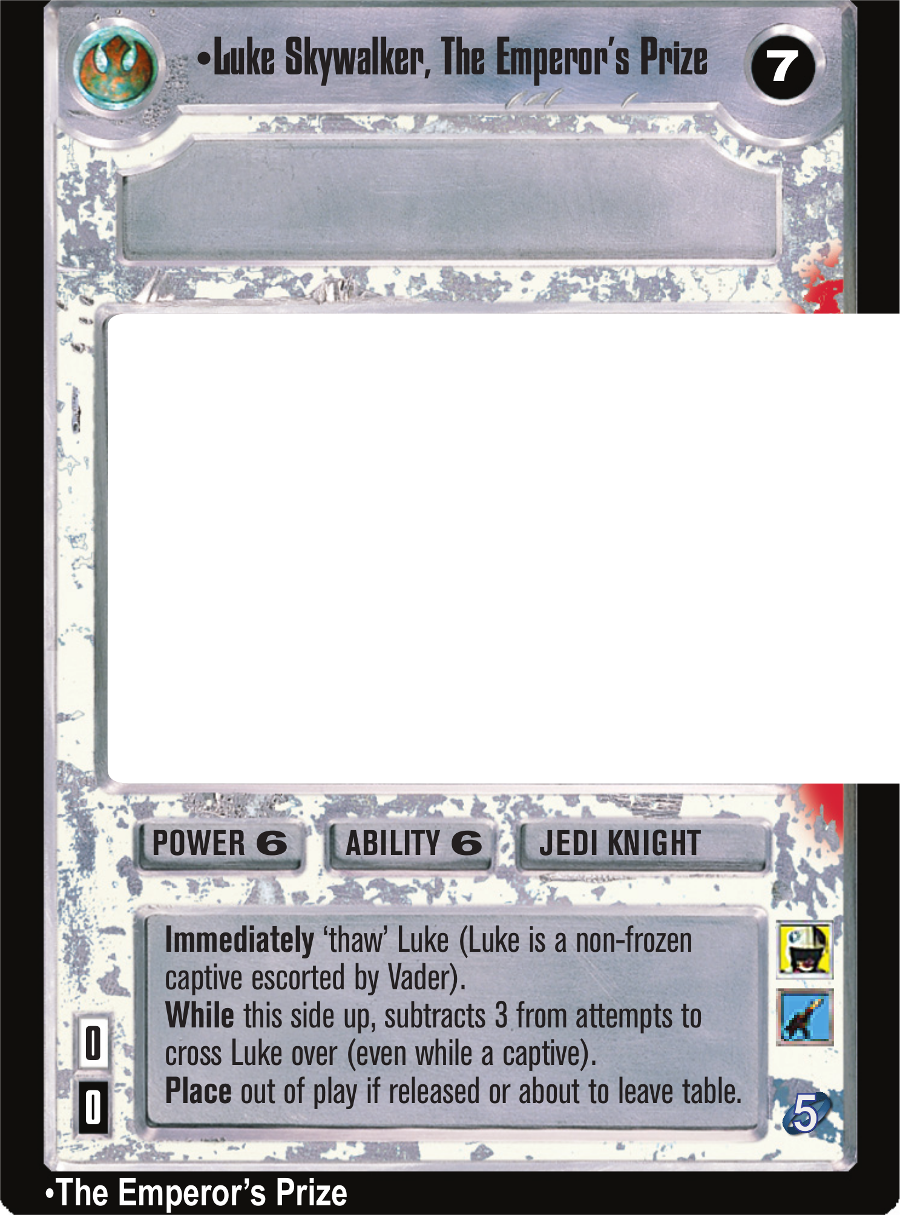 •Luke Skywalker, The Emperor's Prize
7
POWER 6
ABILITY 6
JEDI KNIGHT
Immediately ‘thaw’ Luke (Luke is a non-frozen
captive escorted by Vader).
While this side up, subtracts 3 from attempts to
cross Luke over (even while a captive).
Place out of play if released or about to leave table.
0
0
5
•The Emperor's Prize